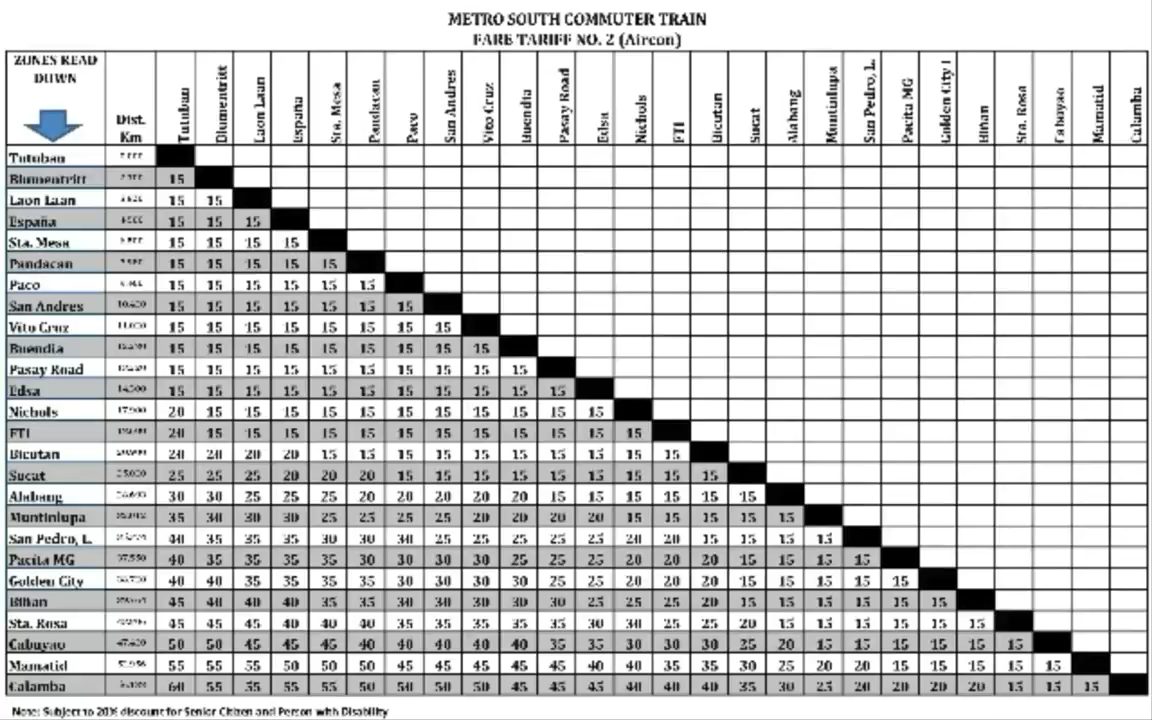 METRO SOUTH COMMUTER TRAIN
FARE TARIFF NO. 2 (Aircon)
ZONES READ DOWN Dist. Km Tutuban Blumentritt Laon Laan España Sta. Mesa Pandacan Paco San Andres Vito Cruz Buendia Pasay Road Edsa Nichols FTI Bicutan Sucat Alabang Muntinlupa San Pedro, L. Pacita MG Golden City 1 Biñan Sta. Rosa Cabuyao Mamatid Calamba
Tutuban
Blumentritt 15
Laon Laan 15 15
España 15 15 15
Sta. Mesa 15 15 15 15
Pandacan 15 15 15 15 15
Paco 15 15 15 15 15 15
San Andres 15 15 15 15 15 15 15
Vito Cruz 15 15 15 15 15 15 15 15
Buendia 15 15 15 15 15 15 15 15 15
Pasay Road 15 15 15 15 15 15 15 15 15 15
Edsa 14.500 15 15 15 15 15 15 15 15 15 15 15
Nichols 17.900 20 15 15 15 15 15 15 15 15 15 15 15
FTI 20 15 15 15 15 15 15 15 15 15 15 15 15
Bicutan 20 20 20 20 15 15 15 15 15 15 15 15 15 15
Sucat 25 25 25 20 20 20 15 15 15 15 15 15 15 15 15
Alabang 30 30 25 25 25 20 20 20 20 20 15 15 15 15 15 15
Muntinlupa 35 30 30 30 25 25 25 25 20 20 20 20 15 15 15 15 15
San Pedro, L. 40 35 35 35 30 30 30 25 25 25 25 25 20 20 15 15 15 15
Pacita MG 37.550 40 35 35 35 35 30 30 30 30 25 25 25 20 20 20 15 15 15 15
Golden City 40 40 35 35 35 35 30 30 30 30 25 25 20 20 20 15 15 15 15 15
Biñan 45 40 40 40 35 35 30 30 30 30 30 25 25 25 20 15 15 15 15 15 15
Sta. Rosa 45 45 45 40 40 40 35 35 35 35 35 30 30 25 25 20 15 15 15 15 15 15
Cabuyao 47.400 50 50 45 45 45 40 40 40 40 40 35 35 30 30 30 25 20 15 15 15 15 15 15
Mamatid 55 55 55 50 50 50 45 45 45 45 45 40 40 35 35 30 25 20 20 15 15 15 15 15
Calamba 60 55 55 55 55 50 50 50 50 45 45 45 40 40 40 35 30 25 20 20 20 20 15 15 15
Note: Subject to 20% discount for Senior Citizen and Person with Disability